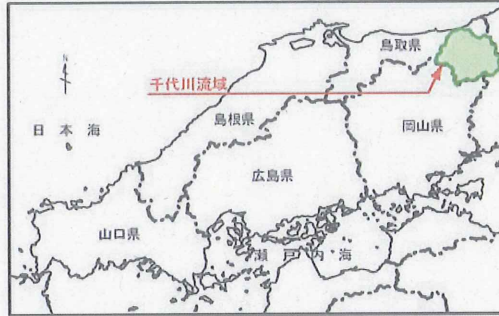 鳥取県
千代川流域
島根県
岡山県
日本海
広島県
山口県
瀬戸内海